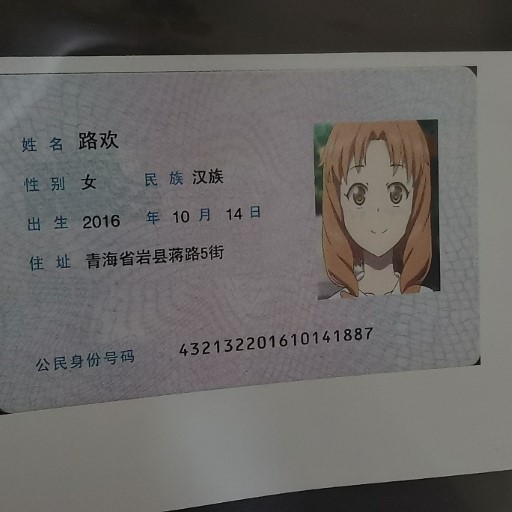 姓名 路欢
性别 女 民族 汉族
出生 2016 年 10 月 14 日
住址 青海省岩县蒋路5街
公民身份号码 432132201610141887